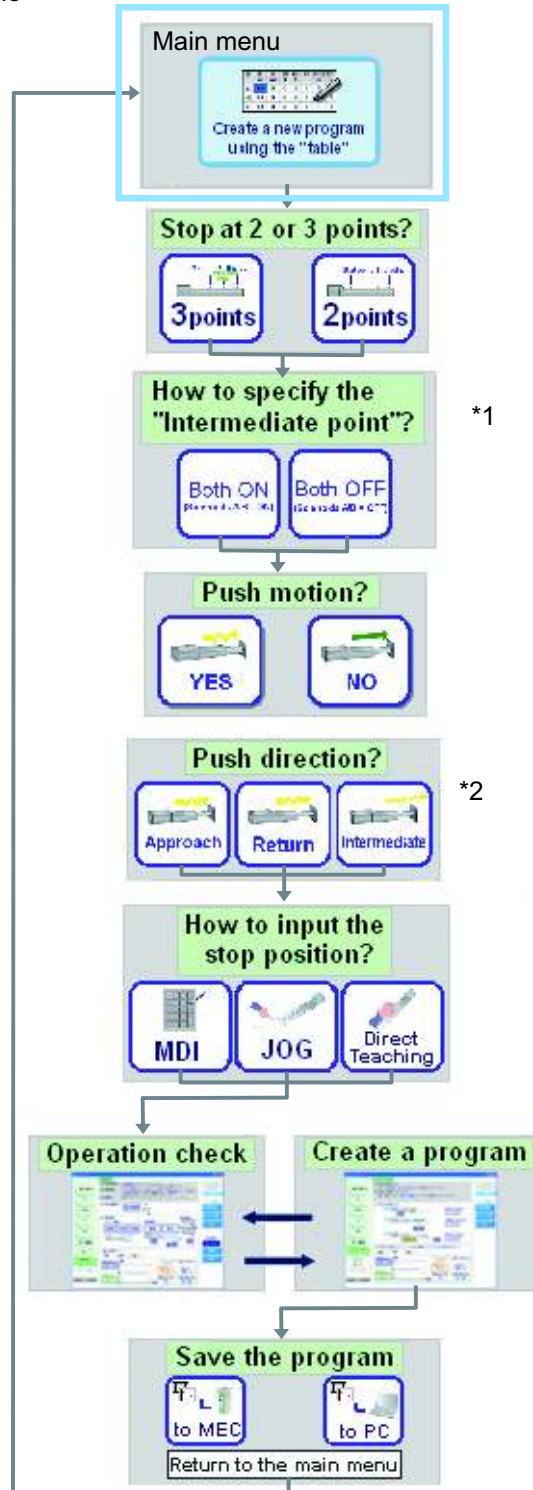 Main menu
Create a new program
using the "table"
Stop at 2 or 3 points?
3points
2points
How to specify the
"Intermediate point"?
*1
Both ON
Both OFF
Push motion?
YES
NO
Push direction?
*2
Approach
Return
Intermediate
How to input the
stop position?
MDI
JOG
Direct
Teaching
Operation check
Create a program
Save the program
to MEC
to PC
Return to the main menu